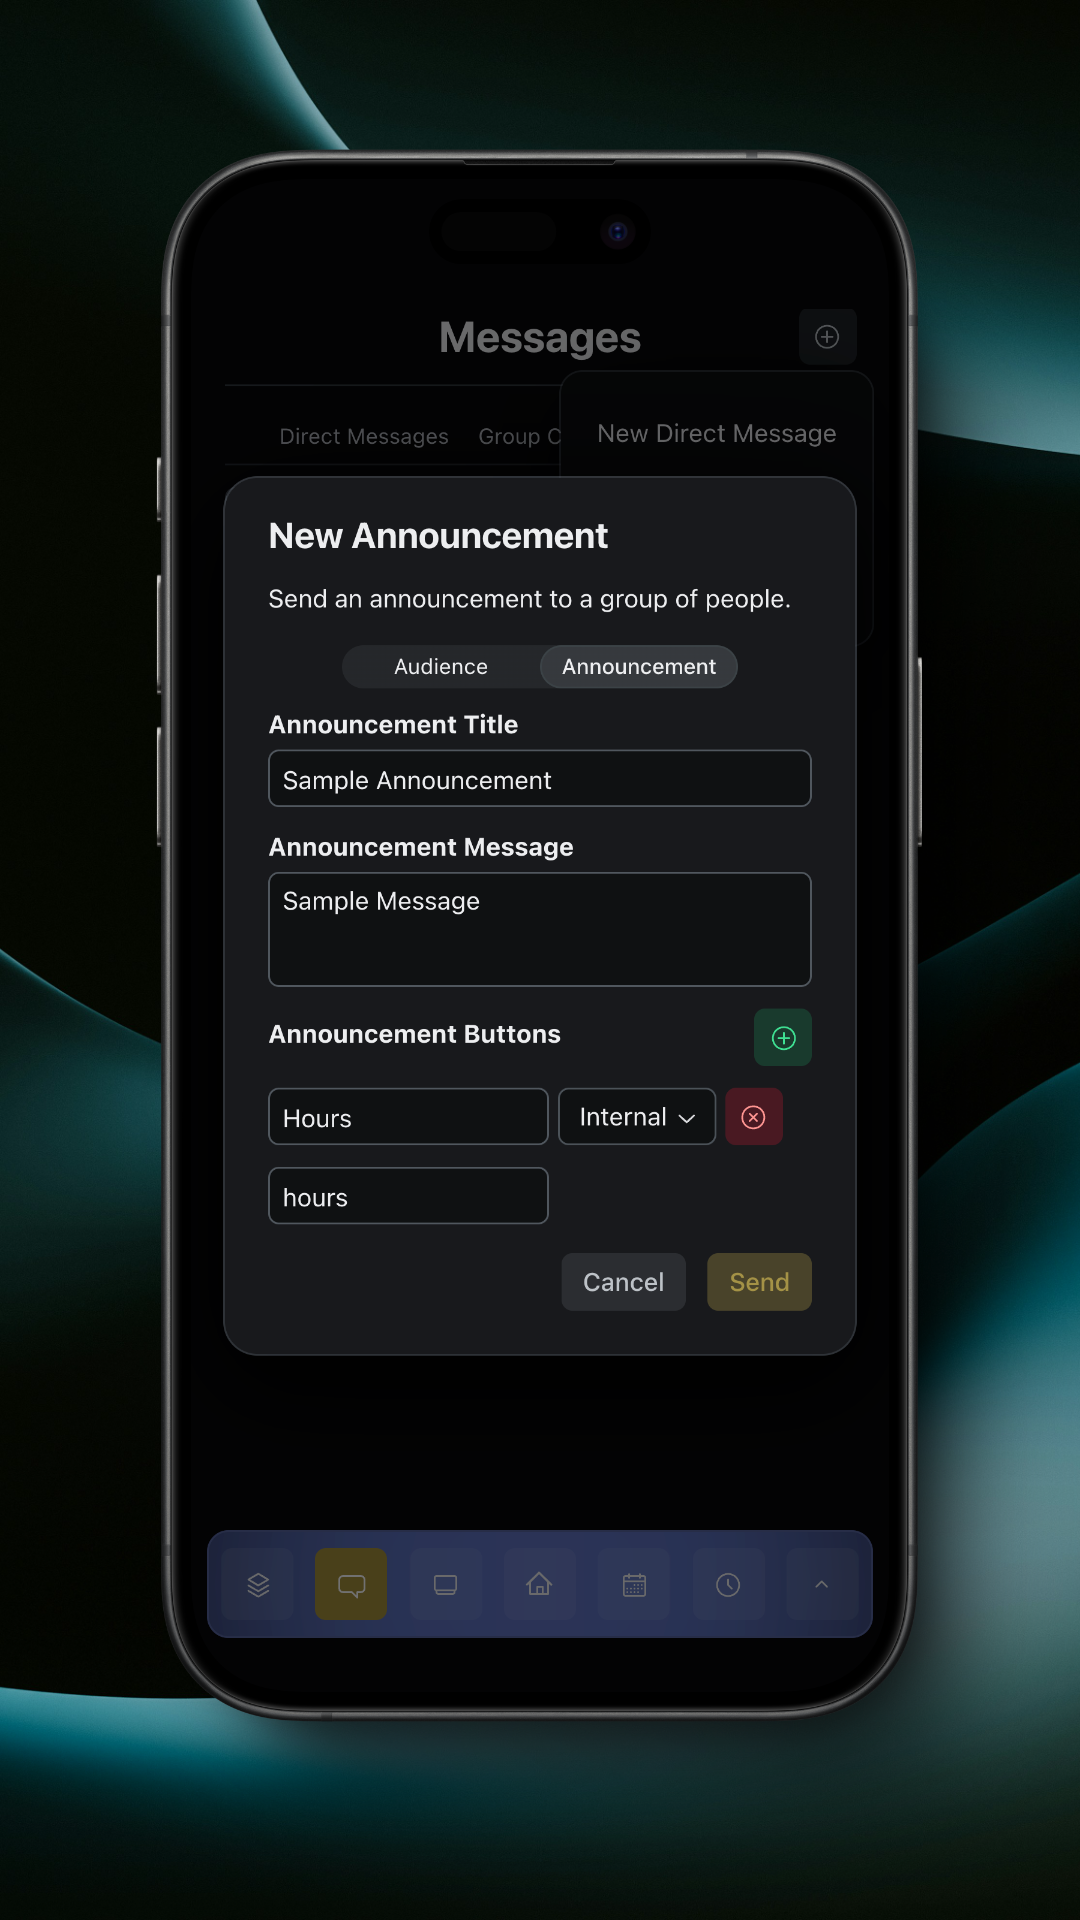 Messages
Direct Messages Group C
New Direct Message
New Announcement
Send an announcement to a group of people.
Audience Announcement
Announcement Title
Sample Announcement
Announcement Message
Sample Message
Announcement Buttons
Hours Internal
hours
Cancel Send